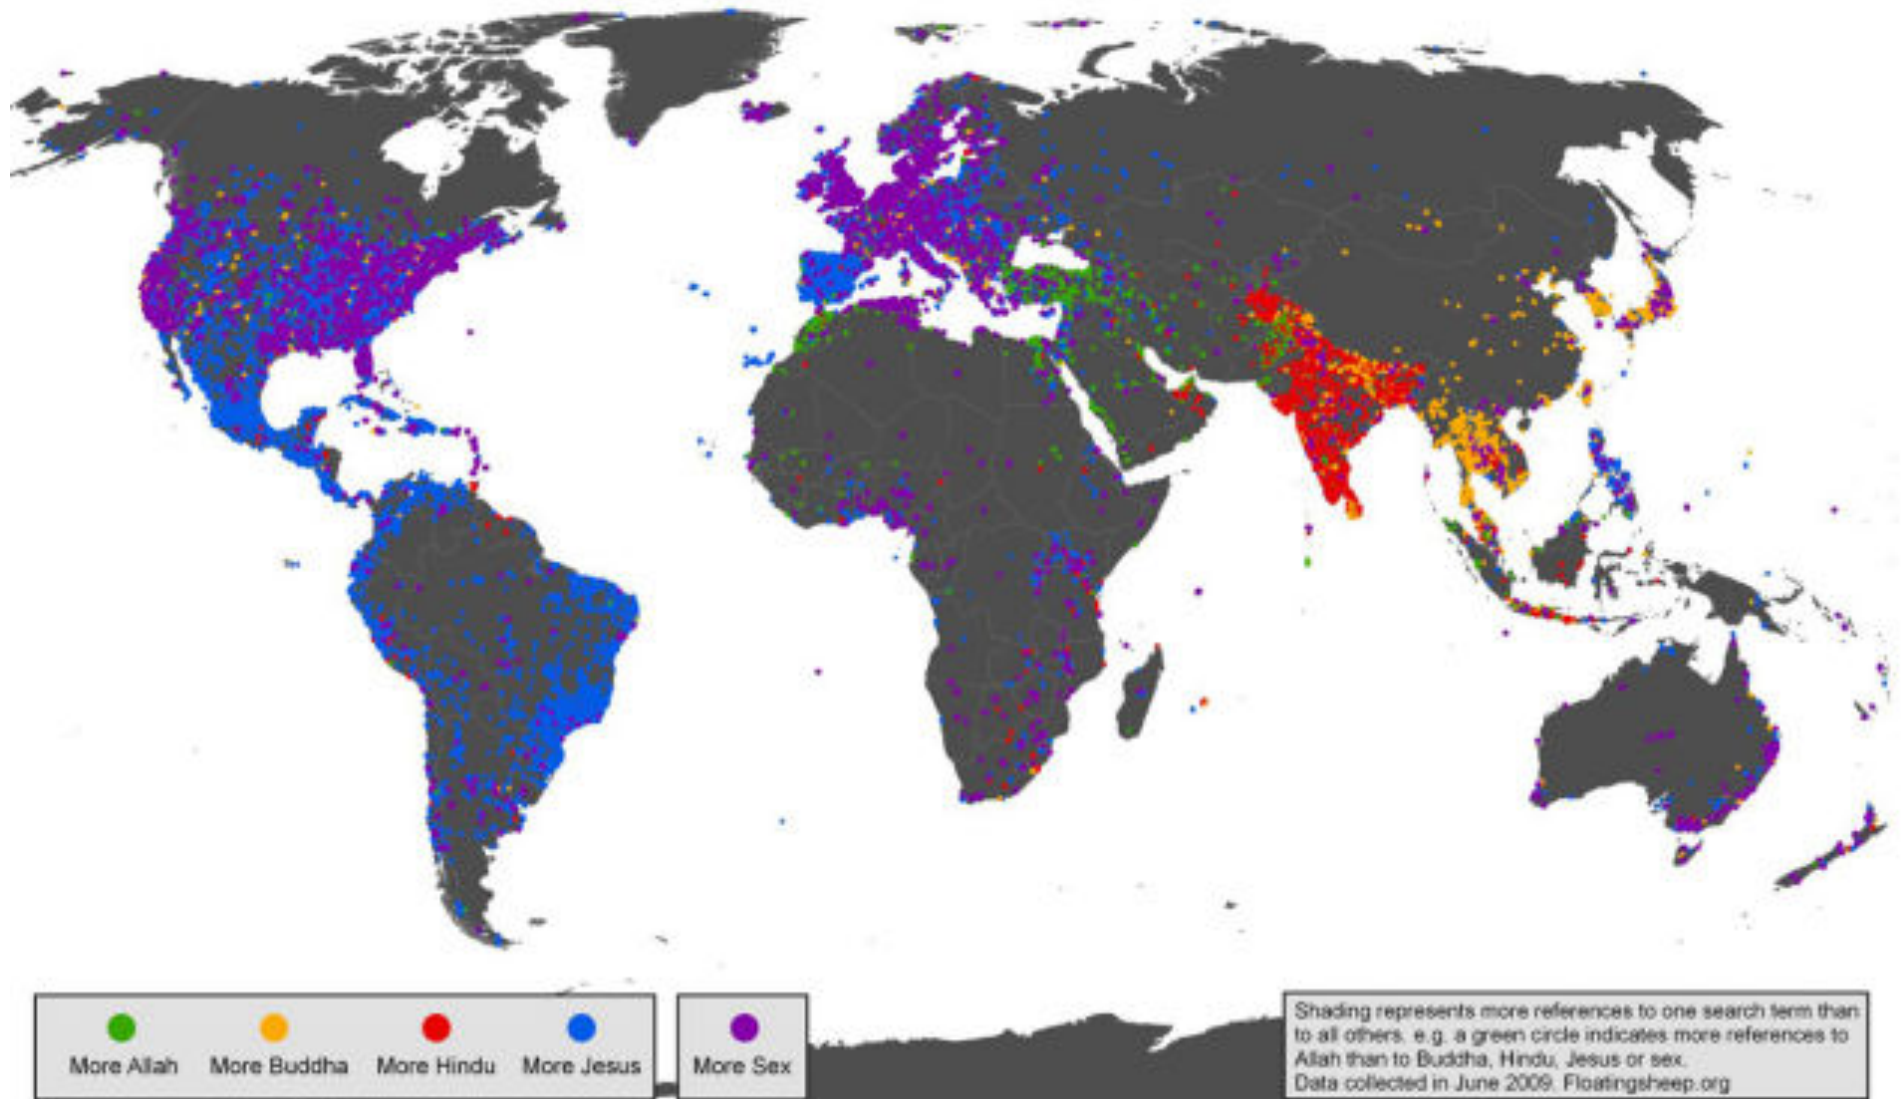 More Allah
More Buddha
More Hindu
More Jesus
More Sex
Shading represents more references to one search term than
to all others. e.g. a green circle indicates more references to
Allah than to Buddha, Hindu, Jesus or sex.
Data collected in June 2009. Floatingsheep.org